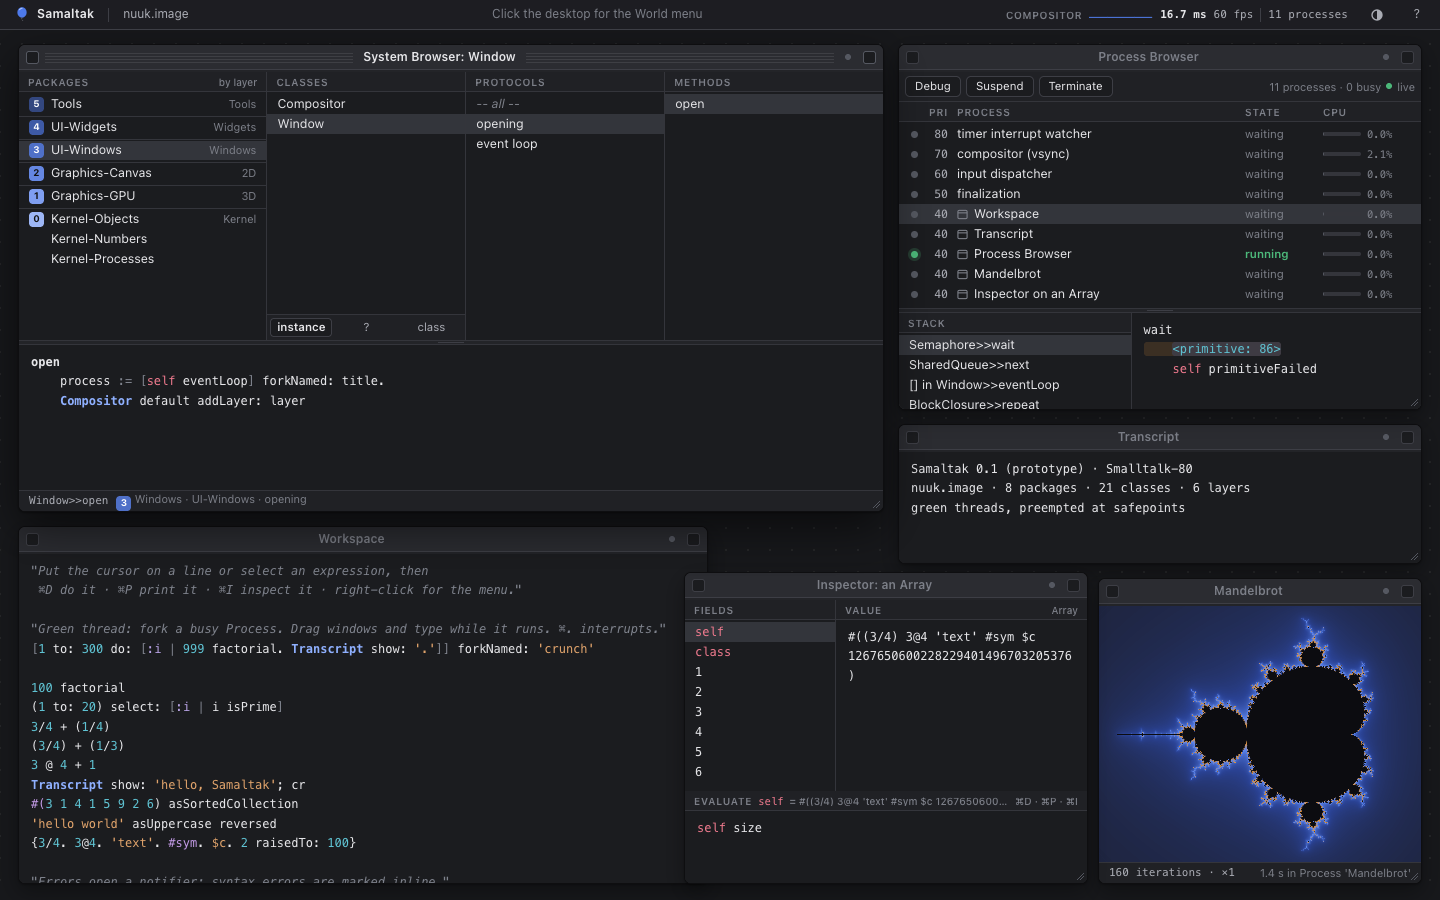 Samaltak
nuuk.image
Click the desktop for the World menu
COMPOSITOR
16.7 ms 60 fps
11 processes
?
System Browser: Window
PACKAGES by layer
5 Tools Tools
4 UI-Widgets Widgets
3 UI-Windows Windows
2 Graphics-Canvas 2D
1 Graphics-GPU 3D
0 Kernel-Objects Kernel
Kernel-Numbers
Kernel-Processes
CLASSES
Compositor
Window
instance ? class
PROTOCOLS
-- all --
opening
event loop
METHODS
open
open
process := [self eventLoop] forkNamed: title.
Compositor default addLayer: layer
Window>>open 3 Windows · UI-Windows · opening
Process Browser
Debug Suspend Terminate 11 processes · 0 busy live
PRI PROCESS STATE CPU
80 timer interrupt watcher waiting 0.0%
70 compositor (vsync) waiting 2.1%
60 input dispatcher waiting 0.0%
50 finalization waiting 0.0%
40 Workspace waiting 0.0%
40 Transcript waiting 0.0%
40 Process Browser running 0.0%
40 Mandelbrot waiting 0.0%
40 Inspector on an Array waiting 0.0%
STACK
Semaphore>>wait
SharedQueue>>next
[] in Window>>eventLoop
BlockClosure>>repeat
wait
<primitive: 86>
self primitiveFailed
Transcript
Samaltak 0.1 (prototype) · Smalltalk-80
nuuk.image · 8 packages · 21 classes · 6 layers
green threads, preempted at safepoints
Workspace
"Put the cursor on a line or select an expression, then
⌘D do it · ⌘P print it · ⌘I inspect it · right-click for the menu."
"Green thread: fork a busy Process. Drag windows and type while it runs. ⌘. interrupts."
[1 to: 300 do: [:i | 999 factorial. Transcript show: '.']] forkNamed: 'crunch'
100 factorial
(1 to: 20) select: [:i | i isPrime]
3/4 + (1/4)
(3/4) + (1/3)
3 @ 4 + 1
Transcript show: 'hello, Samaltak'; cr
#(3 1 4 1 5 9 2 6) asSortedCollection
'hello world' asUppercase reversed
{3/4. 3@4. 'text'. #sym. $c. 2 raisedTo: 100}
"Errors open a notifier; syntax errors are marked inline."
Inspector: an Array
FIELDS
self
class
1
2
3
4
5
6
VALUE Array
#((3/4) 3@4 'text' #sym $c
1267650600228229401496703205376
)
EVALUATE self = #((3/4) 3@4 'text' #sym $c 1267650600... ⌘D · ⌘P · ⌘I
self size
Mandelbrot
160 iterations · ×1 1.4 s in Process 'Mandelbrot'